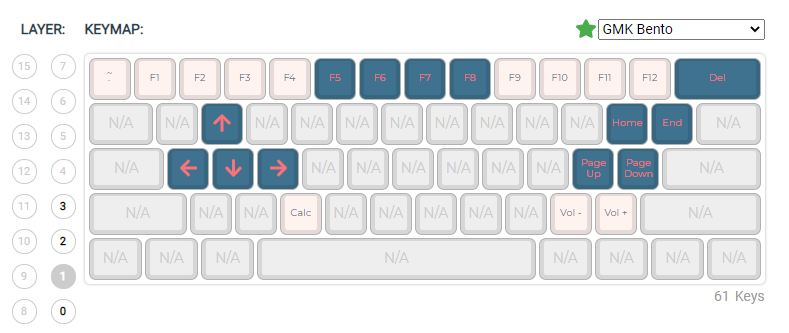 LAYER: KEYMAP: GMK Bento
15 7 ~ ` F1 F2 F3 F4 F5 F6 F7 F8 F9 F10 F11 F12 Del
14 6 N/A N/A N/A N/A N/A N/A N/A N/A N/A N/A Home End N/A
13 5
12 4 N/A N/A N/A N/A N/A N/A N/A Page Up Page Down N/A
11 3 N/A N/A N/A Calc N/A N/A N/A N/A N/A Vol - Vol + N/A
10 2
9 1 N/A N/A N/A N/A N/A N/A N/A N/A
8 0
61 Keys